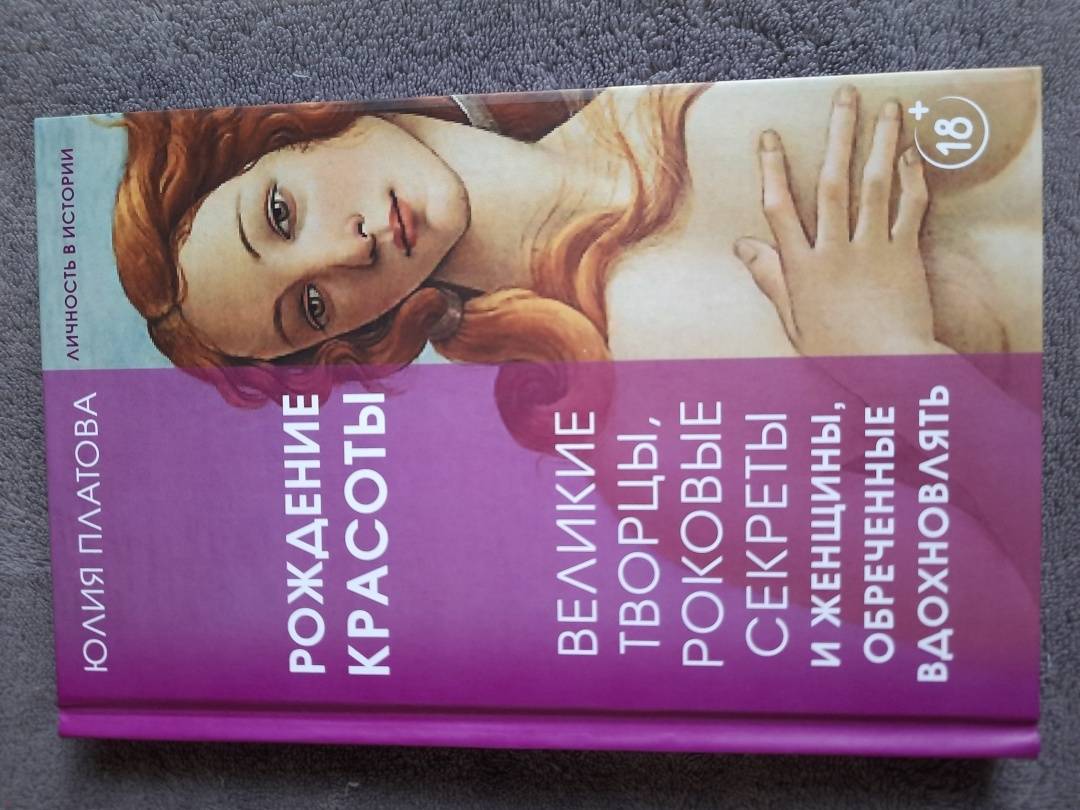 ЮЛИЯ ПЛАТОВА
ЛИЧНОСТЬ В ИСТОРИИ
РОЖДЕНИЕ
КРАСОТЫ
ВЕЛИКИЕ
ТВОРЦЫ,
РОКОВЫЕ
СЕКРЕТЫ
И ЖЕНЩИНЫ,
ОБРЕЧЕННЫЕ
ВДОХНОВЛЯТЬ
18+